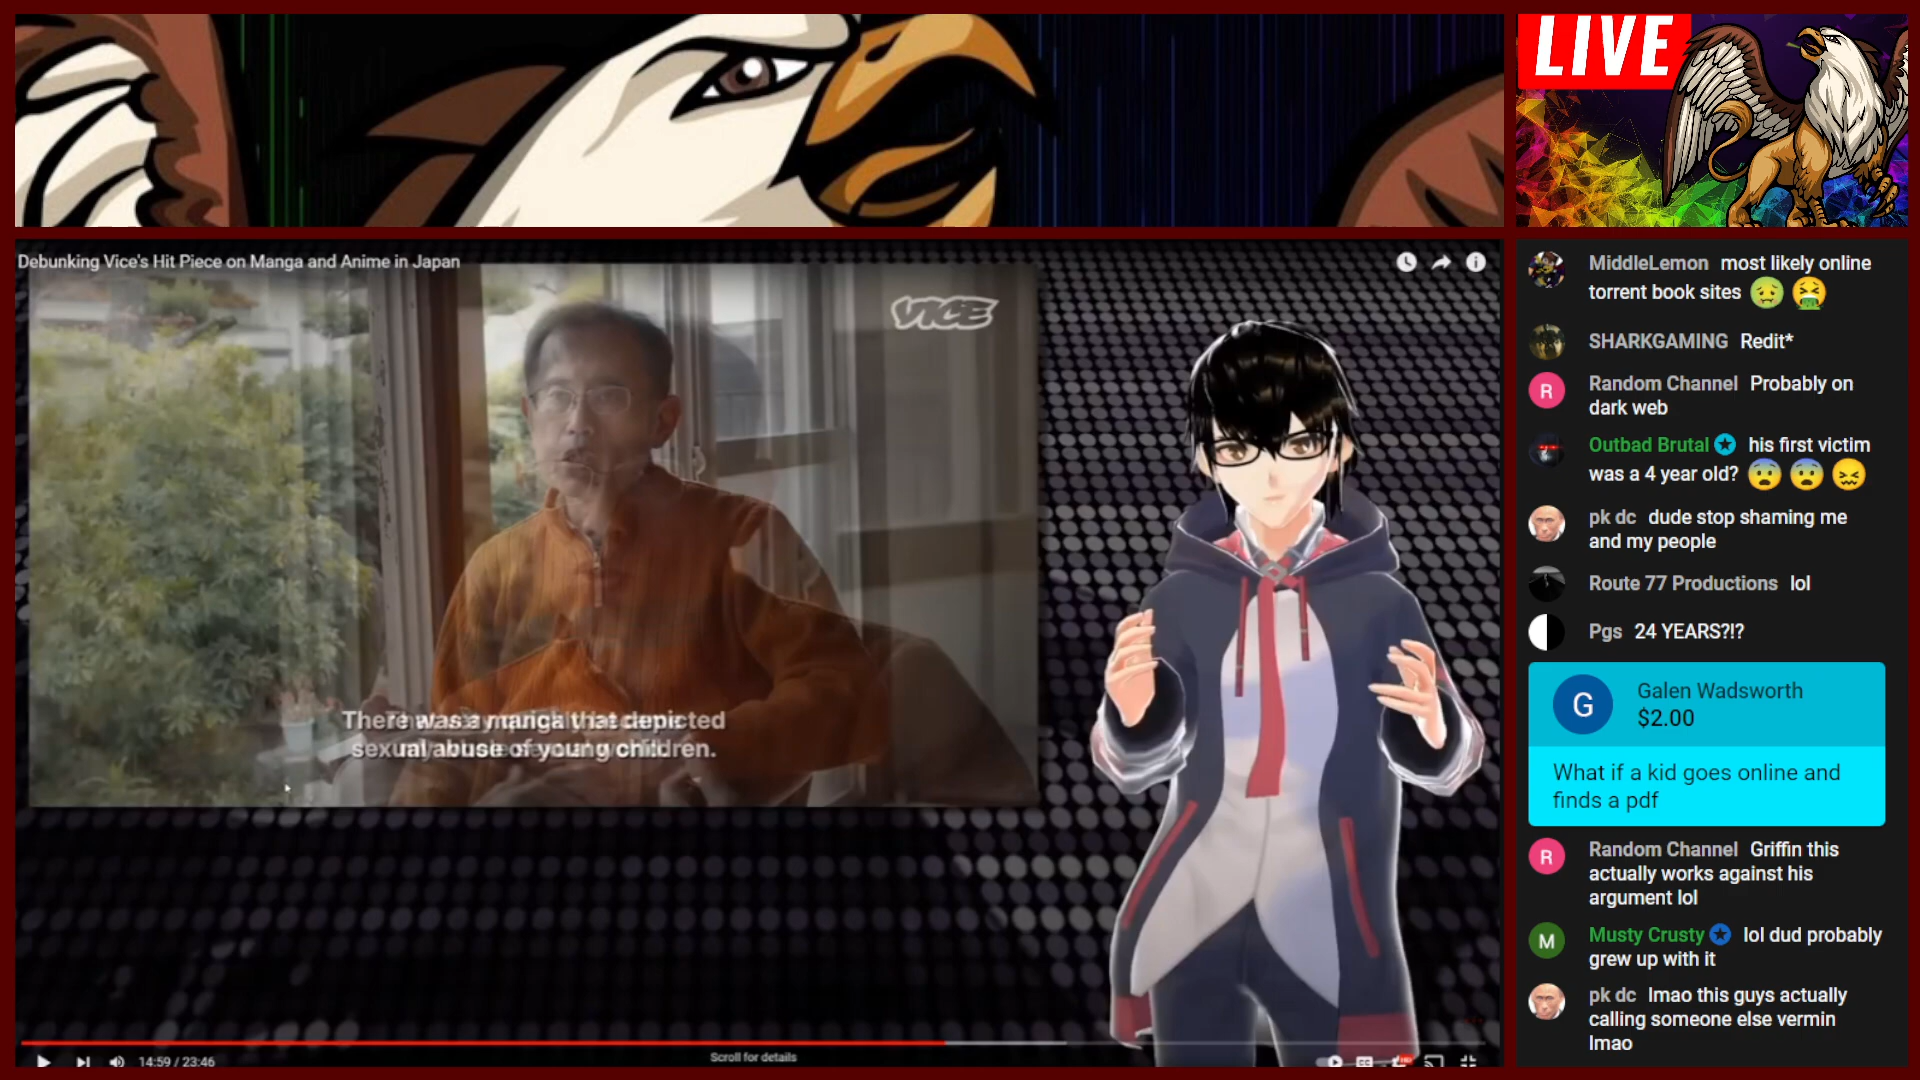 LIVE
Debunking Vice's Hit Piece on Manga and Anime in Japan
VICE
There was a manga that depicted
sexual abuse of young children.
14:59 / 23:46
Scroll for details
CC
HD
MiddleLemon most likely online
torrent book sites
SHARKGAMING Redit*
R
Random Channel Probably on
dark web
Outbad Brutal his first victim
was a 4 year old?
pk dc dude stop shaming me
and my people
Route 77 Productions lol
Pgs 24 YEARS?!?
G
Galen Wadsworth
$2.00
What if a kid goes online and
finds a pdf
R
Random Channel Griffin this
actually works against his
argument lol
M
Musty Crusty lol dud probably
grew up with it
pk dc lmao this guys actually
calling someone else vermin
lmao